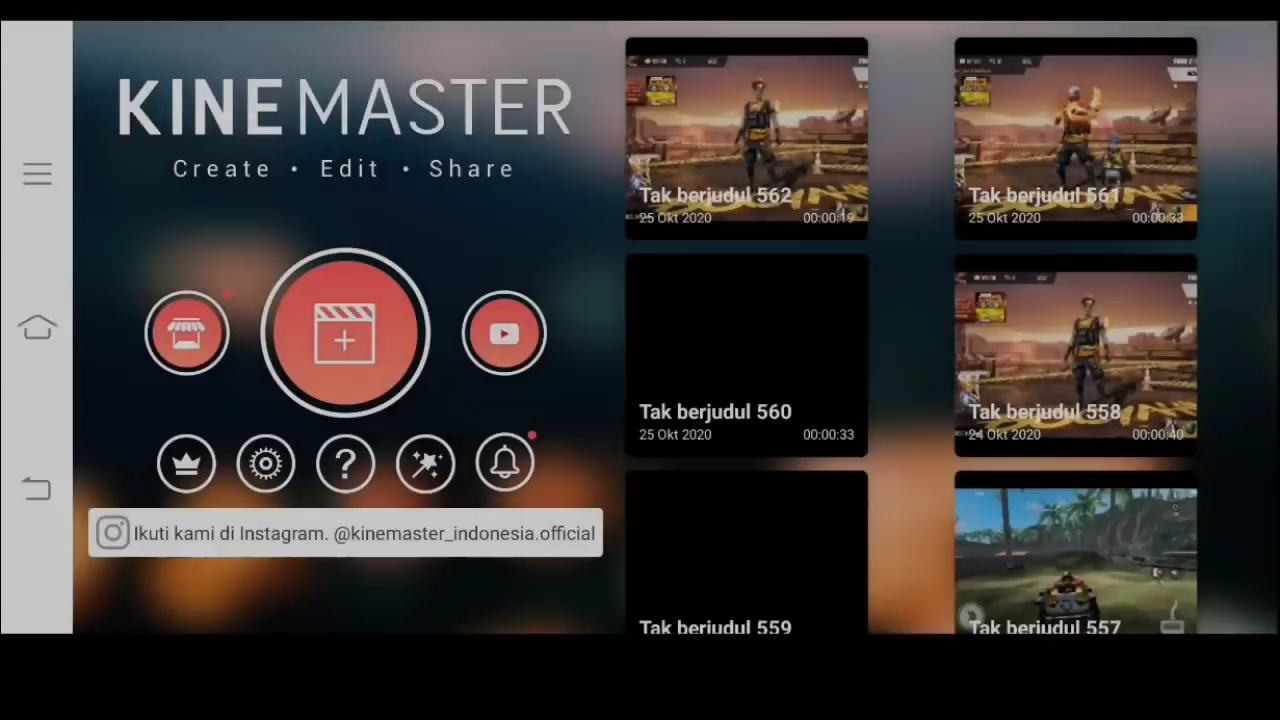 KINEMASTER
Create • Edit • Share
Ikuti kami di Instagram. @kinemaster_indonesia.official
Tak berjudul 562
25 Okt 2020 00:00:19
Tak berjudul 561
25 Okt 2020 00:00:33
Tak berjudul 560
25 Okt 2020 00:00:33
Tak berjudul 558
24 Okt 2020 00:00:40
Tak berjudul 559
Tak berjudul 557